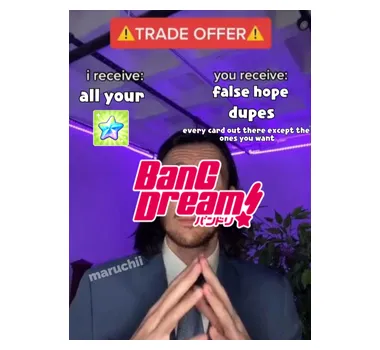 ⚠️TRADE OFFER⚠️
i receive:
all your
you receive:
false hope
dupes
every card out there except the
ones you want
BanG
Dream!
バンドリ!
maruchii